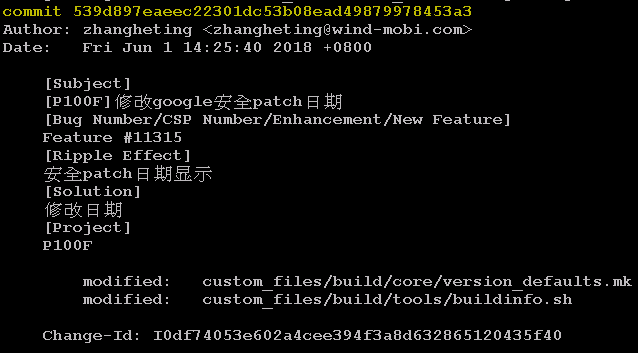 commit 539d897eaeec22301dc53b08ead49879978453a3
Author: zhangheting <zhangheting@wind-mobi.com>
Date:   Fri Jun 1 14:25:40 2018 +0800
[Subject]
[P100F]修改google安全patch日期
[Bug Number/CSP Number/Enhancement/New Feature]
Feature #11315
[Ripple Effect]
安全patch日期显示
[Solution]
修改日期
[Project]
P100F
modified:   custom_files/build/core/version_defaults.mk
modified:   custom_files/build/tools/buildinfo.sh
Change-Id: I0df74053e602a4cee394f3a8d632865120435f40